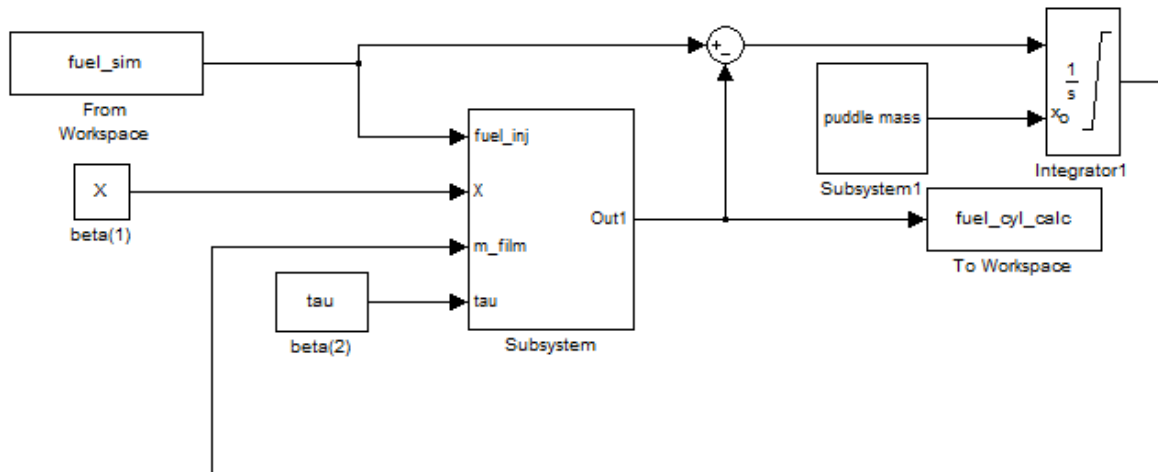 fuel_sim
From
Workspace
X
beta(1)
tau
beta(2)
fuel_inj
X
m_film
tau
Out1
Subsystem
+
−
puddle mass
Subsystem1
1
s
xo
Integrator1
fuel_cyl_calc
To Workspace